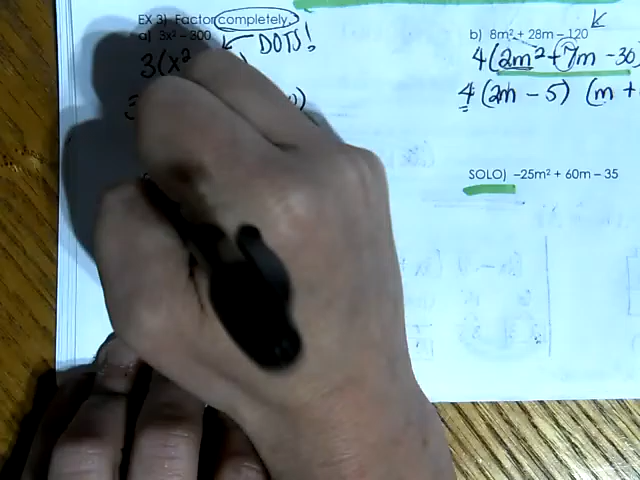 EX 3) Factor completely.
a) 3x² - 300
DOTS!
3(x²
b) 8m² + 28m - 120
4(2m² + 7m - 30)
4(2m - 5) (m +
SOLO) -25m² + 60m - 35